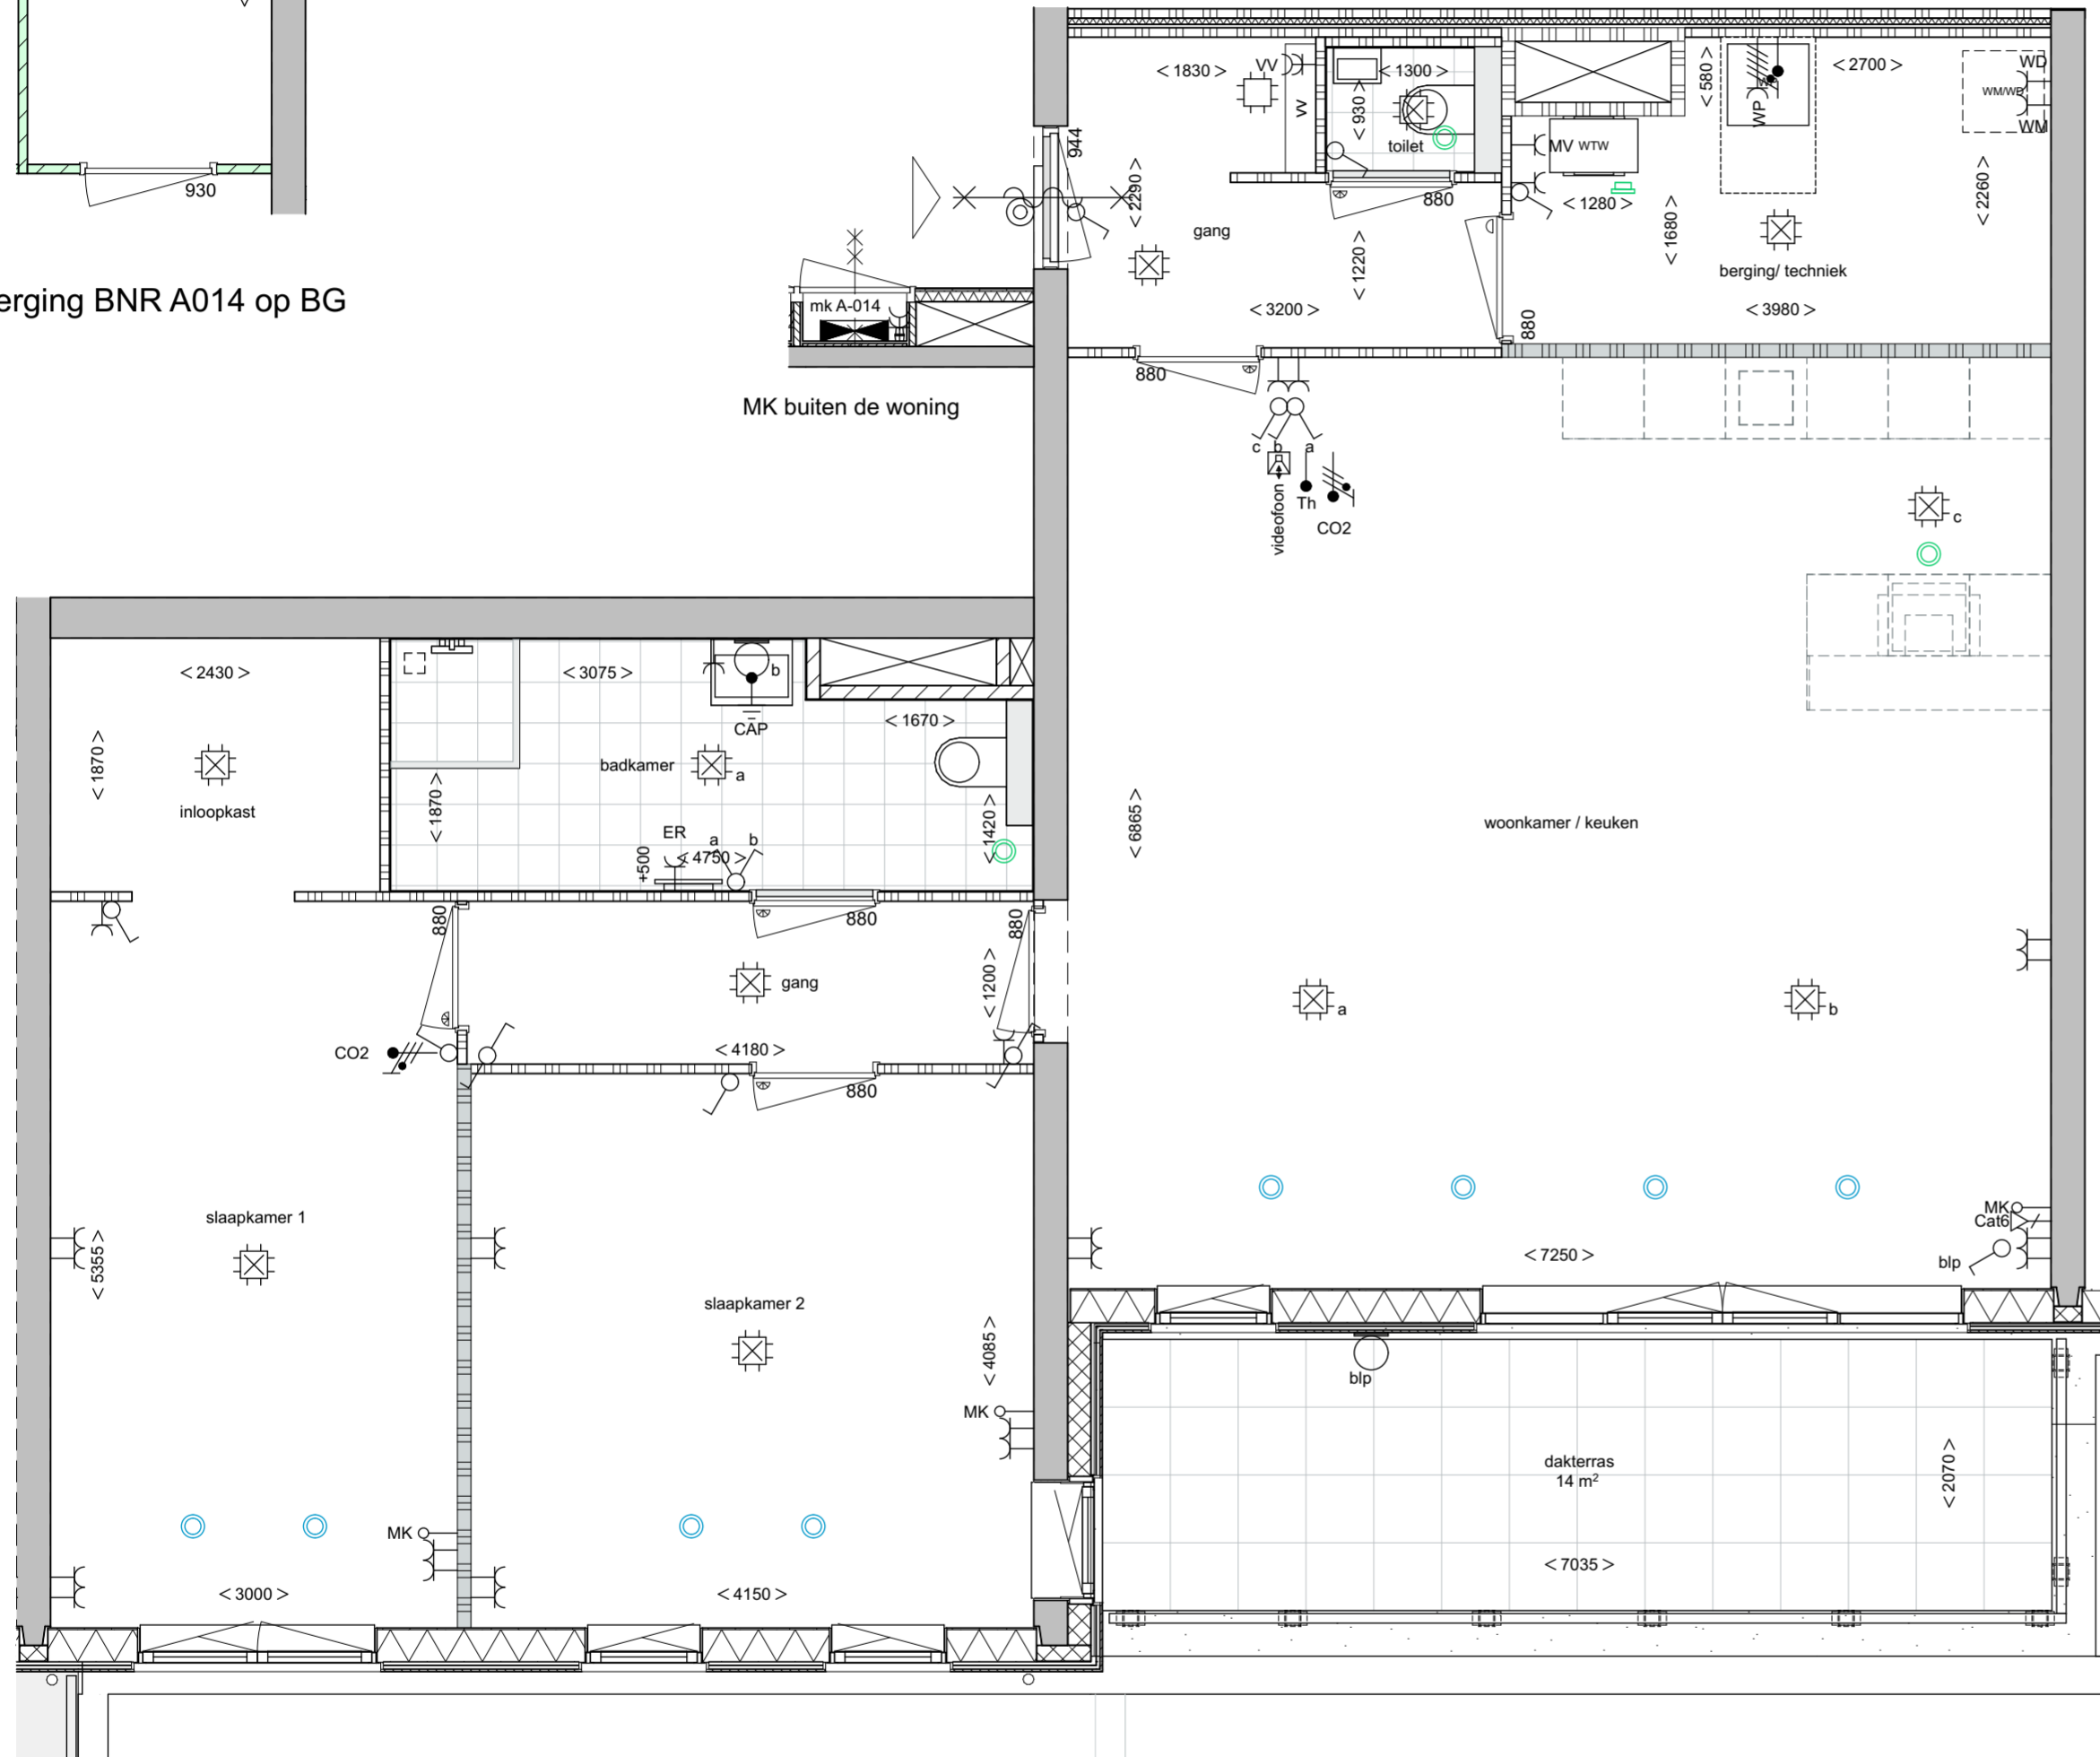 930
erging BNR A014 op BG
mk A-014
MK buiten de woning
944
< 1830 >
VV
VV
< 1300 >
< 930 >
toilet
880
< 2290 >
gang
< 1220 >
< 3200 >
880
880
< 580 >
WP
< 2700 >
WD
WM/WD
WM
MV
WTW
< 1280 >
< 1680 >
< 2260 >
berging/ techniek
< 3980 >
c
b
a
videofoon
Th
CO2
c
< 2430 >
< 1870 >
inloopkast
< 3075 >
b
CAP
< 1670 >
badkamer
a
< 1870 >
< 1420 >
ER
a
b
+500
< 4750 >
< 6865 >
woonkamer / keuken
880
880
880
gang
< 1200 >
a
b
CO2
< 4180 >
880
slaapkamer 1
< 5355 >
slaapkamer 2
< 4085 >
MK
MK
< 3000 >
< 4150 >
MK
Cat6
blp
< 7250 >
blp
dakterras
14 m²
< 2070 >
< 7035 >